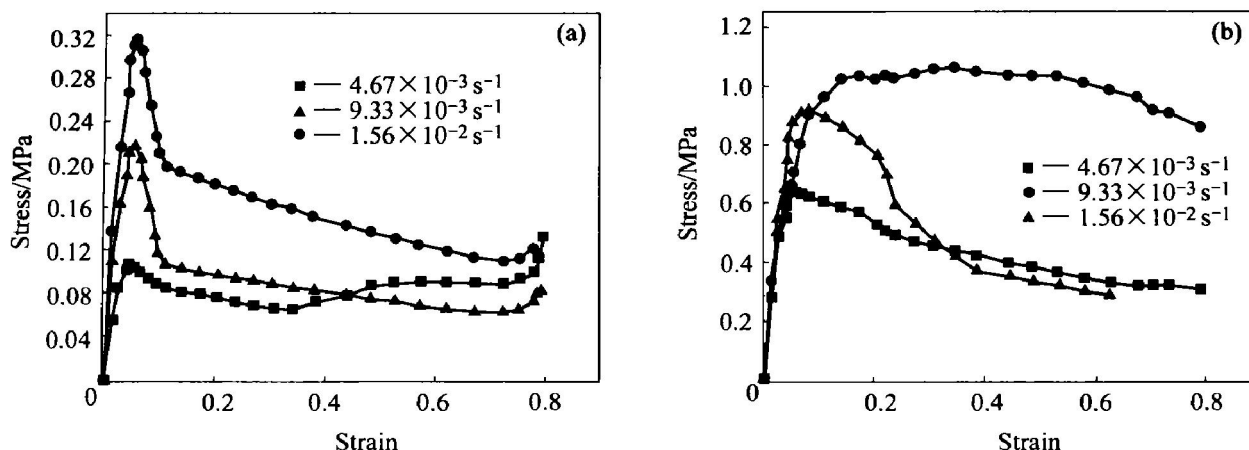 (a)
0.32
0.28
0.24
0.20
0.16
0.12
0.08
0.04
0
0.2
0.4
0.6
0.8
Stress/MPa
Strain
4.67×10⁻³ s⁻¹
9.33×10⁻³ s⁻¹
1.56×10⁻² s⁻¹
(b)
1.2
1.0
0.8
0.6
0.4
0.2
0
0.2
0.4
0.6
0.8
Stress/MPa
Strain
4.67×10⁻³ s⁻¹
9.33×10⁻³ s⁻¹
1.56×10⁻² s⁻¹